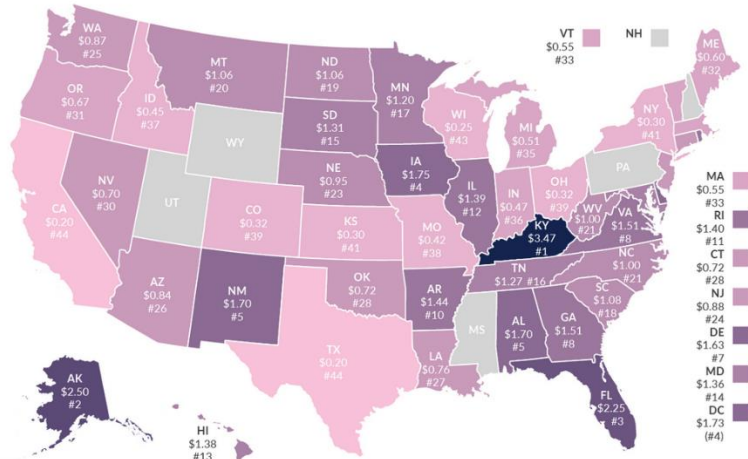 WA
$0.87
#25
OR
$0.67
#31
CA
$0.20
#44
ID
$0.45
#37
NV
$0.70
#30
MT
$1.06
#20
WY
UT
AZ
$0.84
#26
CO
$0.32
#39
NM
$1.70
#5
ND
$1.06
#19
SD
$1.31
#15
NE
$0.95
#23
KS
$0.30
#41
OK
$0.72
#28
TX
$0.20
#44
MN
$1.20
#17
IA
$1.75
#4
MO
$0.42
#38
AR
$1.44
#10
LA
$0.76
#27
WI
$0.25
#43
IL
$1.39
#12
MI
$0.51
#35
IN
$0.47
#36
OH
$0.32
#39
KY
$3.47
#1
TN
$1.27 #16
MS
AL
$1.70
#5
GA
$1.51
#8
FL
$2.25
#3
SC
$1.08
#18
NC
$1.00
#21
VA
$1.51
#8
WV
$1.00
#21
PA
NY
$0.30
#41
ME
$0.60
#32
VT
$0.55
#33
NH
MA
$0.55
#33
RI
$1.40
#11
CT
$0.72
#28
NJ
$0.88
#24
DE
$1.63
#7
MD
$1.36
#14
DC
$1.73
(#4)
AK
$2.50
#2
HI
$1.38
#13